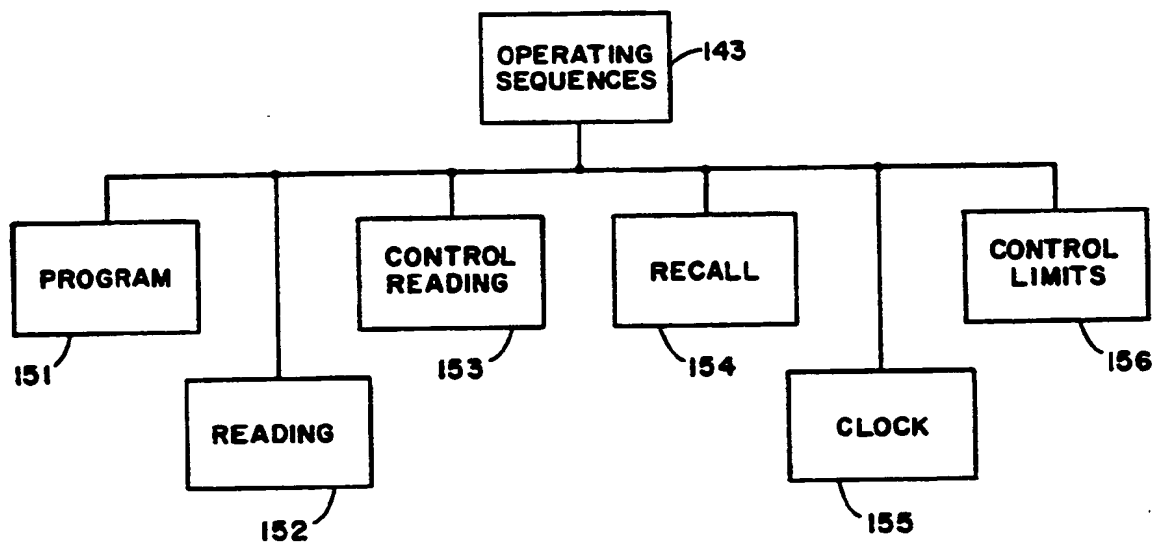 OPERATING
SEQUENCES
143
PROGRAM
151
READING
152
CONTROL
READING
153
RECALL
154
CLOCK
155
CONTROL
LIMITS
156